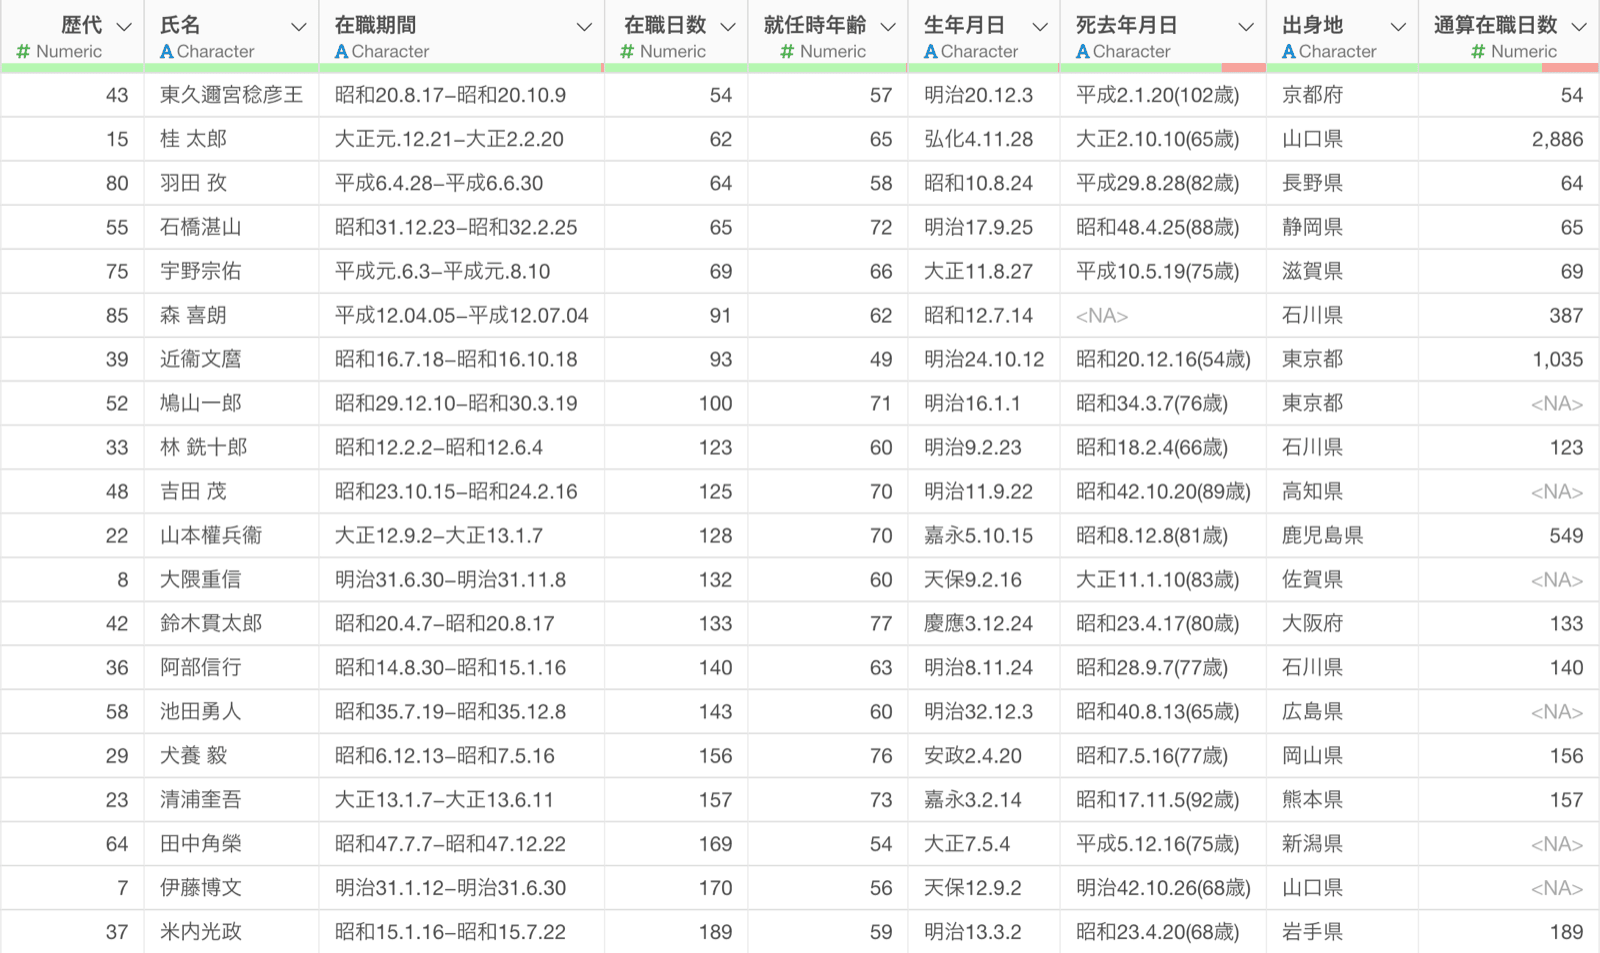 歴代 氏名 在職期間 在職日数 就任時年齢 生年月日 死去年月日 出身地 通算在職日数
# Numeric A Character A Character # Numeric # Numeric A Character A Character A Character # Numeric
43 東久邇宮稔彦王 昭和20.8.17–昭和20.10.9 54 57 明治20.12.3 平成2.1.20(102歳) 京都府 54
15 桂 太郎 大正元.12.21–大正2.2.20 62 65 弘化4.11.28 大正2.10.10(65歳) 山口県 2,886
80 羽田 孜 平成6.4.28–平成6.6.30 64 58 昭和10.8.24 平成29.8.28(82歳) 長野県 64
55 石橋湛山 昭和31.12.23–昭和32.2.25 65 72 明治17.9.25 昭和48.4.25(88歳) 静岡県 65
75 宇野宗佑 平成元.6.3–平成元.8.10 69 66 大正11.8.27 平成10.5.19(75歳) 滋賀県 69
85 森 喜朗 平成12.04.05–平成12.07.04 91 62 昭和12.7.14 <NA> 石川県 387
39 近衞文麿 昭和16.7.18–昭和16.10.18 93 49 明治24.10.12 昭和20.12.16(54歳) 東京都 1,035
52 鳩山一郎 昭和29.12.10–昭和30.3.19 100 71 明治16.1.1 昭和34.3.7(76歳) 東京都 <NA>
33 林 銑十郎 昭和12.2.2–昭和12.6.4 123 60 明治9.2.23 昭和18.2.4(66歳) 石川県 123
48 吉田 茂 昭和23.10.15–昭和24.2.16 125 70 明治11.9.22 昭和42.10.20(89歳) 高知県 <NA>
22 山本權兵衞 大正12.9.2–大正13.1.7 128 70 嘉永5.10.15 昭和8.12.8(81歳) 鹿児島県 549
8 大隈重信 明治31.6.30–明治31.11.8 132 60 天保9.2.16 大正11.1.10(83歳) 佐賀県 <NA>
42 鈴木貫太郎 昭和20.4.7–昭和20.8.17 133 77 慶應3.12.24 昭和23.4.17(80歳) 大阪府 133
36 阿部信行 昭和14.8.30–昭和15.1.16 140 63 明治8.11.24 昭和28.9.7(77歳) 石川県 140
58 池田勇人 昭和35.7.19–昭和35.12.8 143 60 明治32.12.3 昭和40.8.13(65歳) 広島県 <NA>
29 犬養 毅 昭和6.12.13–昭和7.5.16 156 76 安政2.4.20 昭和7.5.16(77歳) 岡山県 156
23 清浦奎吾 大正13.1.7–大正13.6.11 157 73 嘉永3.2.14 昭和17.11.5(92歳) 熊本県 157
64 田中角榮 昭和47.7.7–昭和47.12.22 169 54 大正7.5.4 平成5.12.16(75歳) 新潟県 <NA>
7 伊藤博文 明治31.1.12–明治31.6.30 170 56 天保12.9.2 明治42.10.26(68歳) 山口県 <NA>
37 米内光政 昭和15.1.16–昭和15.7.22 189 59 明治13.3.2 昭和23.4.20(68歳) 岩手県 189